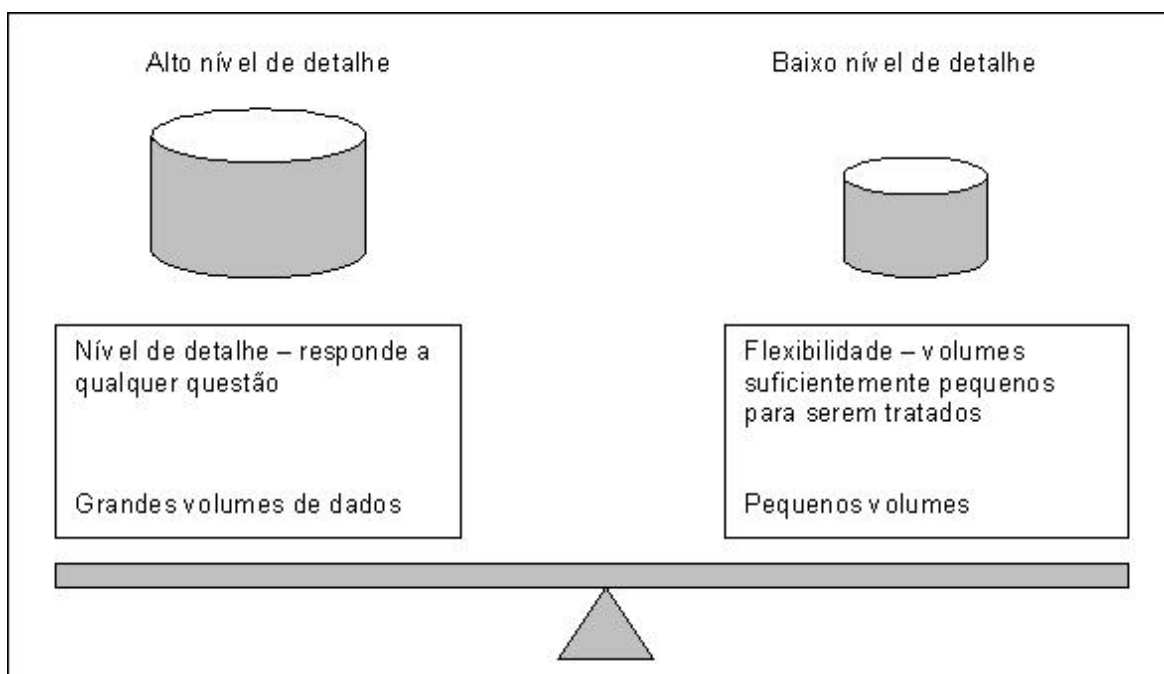 Alto nível de detalhe
Baixo nível de detalhe
Nível de detalhe – responde a
qualquer questão
Grandes volumes de dados
Flexibilidade – volumes
suficientemente pequenos
para serem tratados
Pequenos volumes